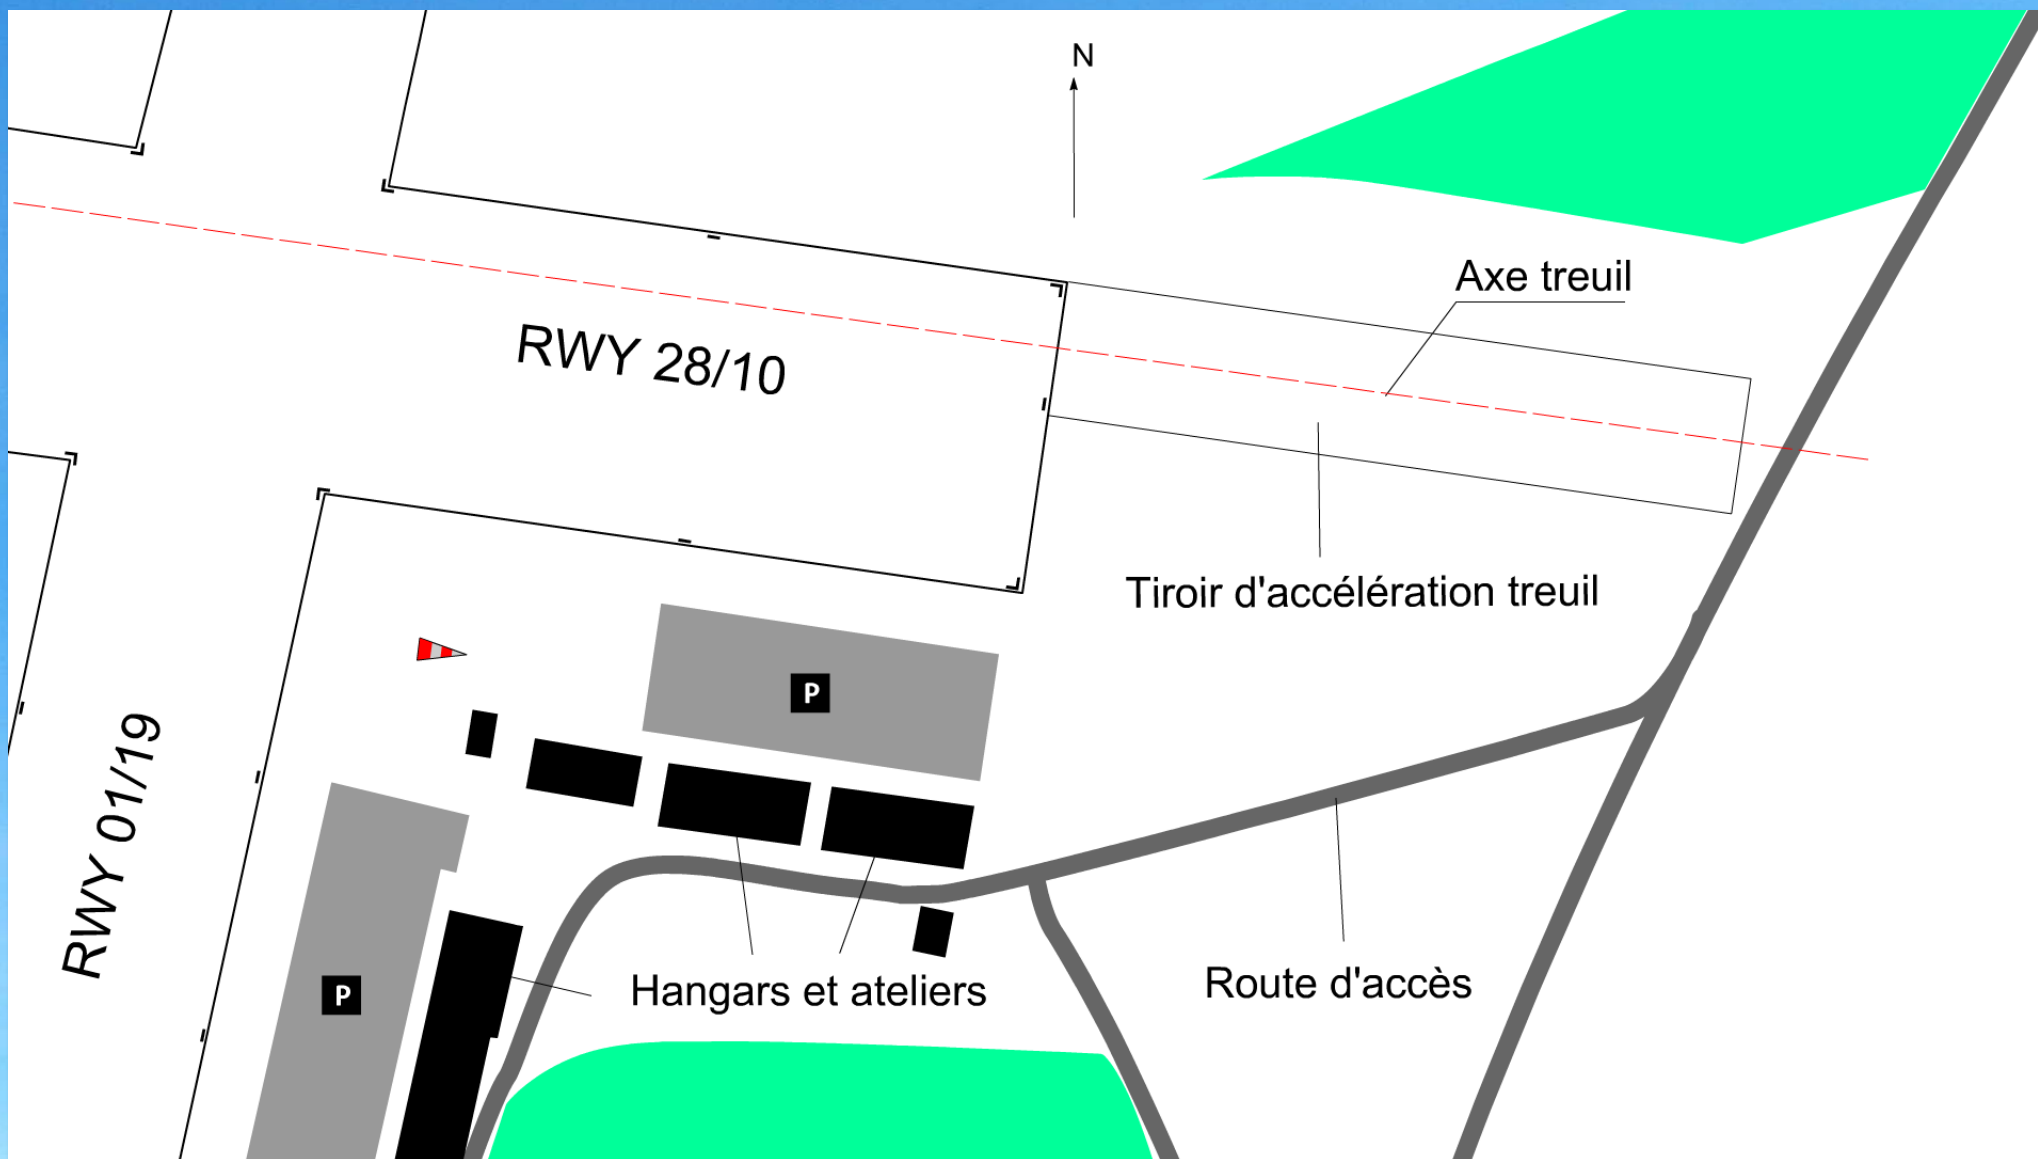 N
Axe treuil
RWY 28/10
Tiroir d'accélération treuil
P
RWY 01/19
P
Hangars et ateliers
Route d'accès